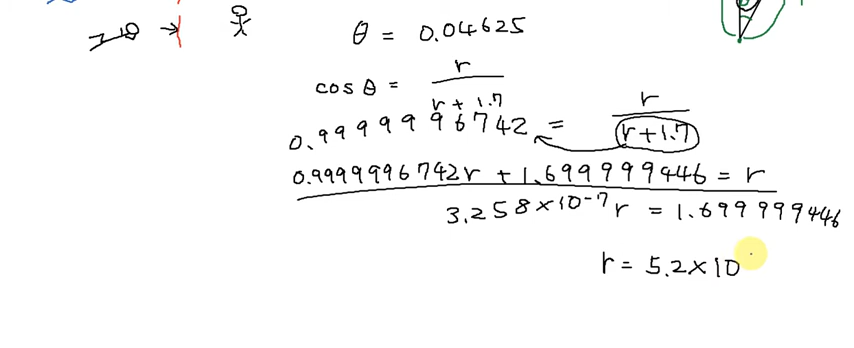 θ = 0.04625
cos θ = r / r + 1.7
0.9999996742 = r / r + 1.7
0.9999996742r + 1.699999446 = r
3.258 × 10⁻⁷ r = 1.699999446
r = 5.2 × 10